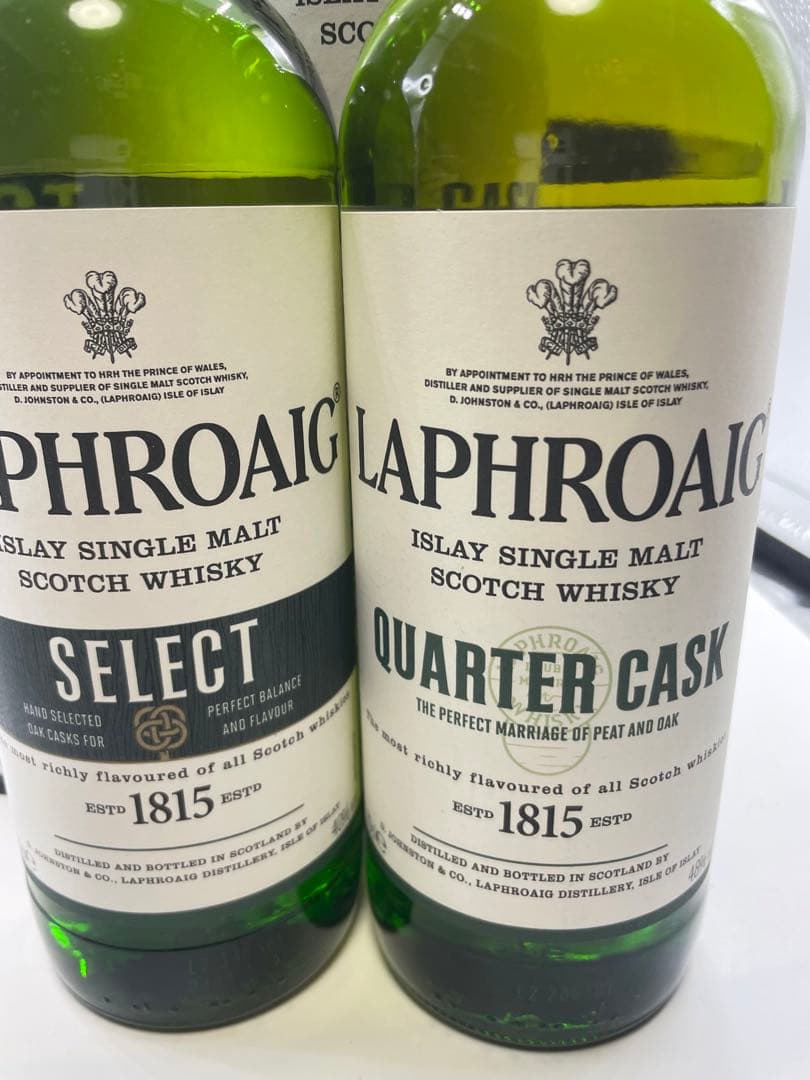 SCO
BY APPOINTMENT TO HRH THE PRINCE OF WALES,
STILLER AND SUPPLIER OF SINGLE MALT SCOTCH WHISKY,
D. JOHNSTON & CO., (LAPHROAIG) ISLE OF ISLAY
PHROAIG®
ISLAY SINGLE MALT
SCOTCH WHISKY
SELECT
HAND SELECTED
OAK CASKS FOR
PERFECT BALANCE
AND FLAVOUR
most richly flavoured of all Scotch whiskies
ESTD 1815 ESTD
DISTILLED AND BOTTLED IN SCOTLAND BY
D. JOHNSTON & CO., LAPHROAIG DISTILLERY, ISLE OF ISLAY
BY APPOINTMENT TO HRH THE PRINCE OF WALES,
DISTILLER AND SUPPLIER OF SINGLE MALT SCOTCH WHISKY,
D. JOHNSTON & CO., (LAPHROAIG) ISLE OF ISLAY
LAPHROAIG
ISLAY SINGLE MALT
SCOTCH WHISKY
QUARTER CASK
THE PERFECT MARRIAGE OF PEAT AND OAK
The most richly flavoured of all Scotch whiskies
ESTD 1815 ESTD
DISTILLED AND BOTTLED IN SCOTLAND BY
D. JOHNSTON & CO., LAPHROAIG DISTILLERY, ISLE OF ISLAY
48%